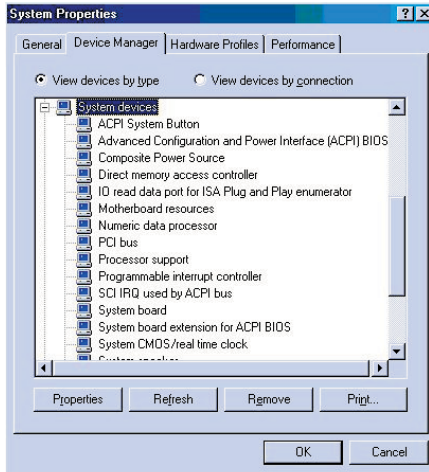 System Properties
General Device Manager Hardware Profiles Performance
View devices by type View devices by connection
System devices
ACPI System Button
Advanced Configuration and Power Interface (ACPI) BIOS
Composite Power Source
Direct memory access controller
IO read data port for ISA Plug and Play enumerator
Motherboard resources
Numeric data processor
PCI bus
Processor support
Programmable interrupt controller
SCI IRQ used by ACPI bus
System board
System board extension for ACPI BIOS
System CMOS/real time clock
System speaker
Properties Refresh Remove Print...
OK Cancel